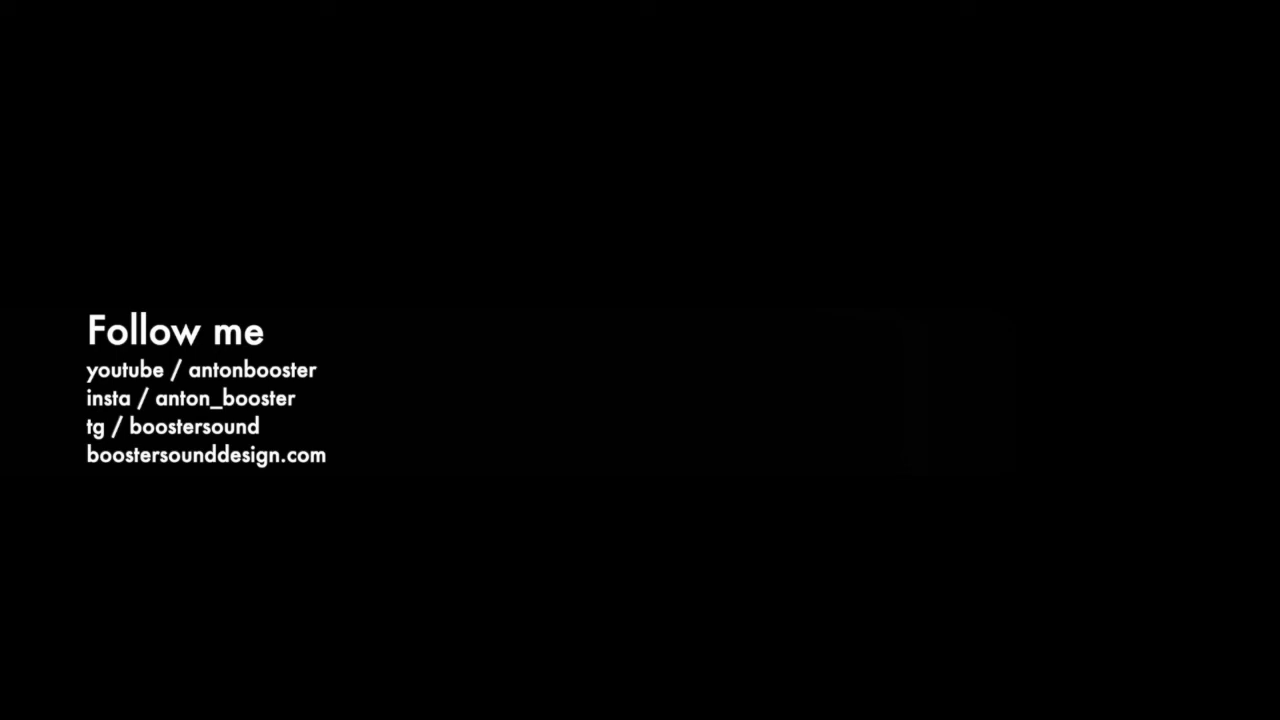 Follow me
youtube / antonbooster
insta / anton_booster
tg / boostersound
boostersounddesign.com